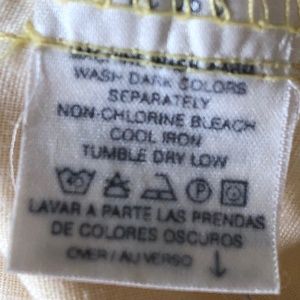 WASH DARK COLORS
SEPARATELY
NON-CHLORINE BLEACH
COOL IRON
TUMBLE DRY LOW
LAVAR A PARTE LAS PRENDAS
DE COLORES OSCUROS
OVER / AU VERSO ↓